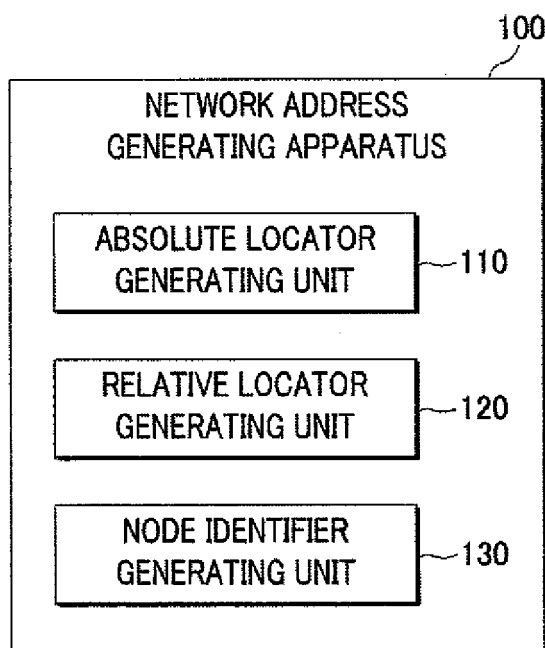 100
NETWORK ADDRESS
GENERATING APPARATUS
ABSOLUTE LOCATOR
GENERATING UNIT
110
RELATIVE LOCATOR
GENERATING UNIT
120
NODE IDENTIFIER
GENERATING UNIT
130